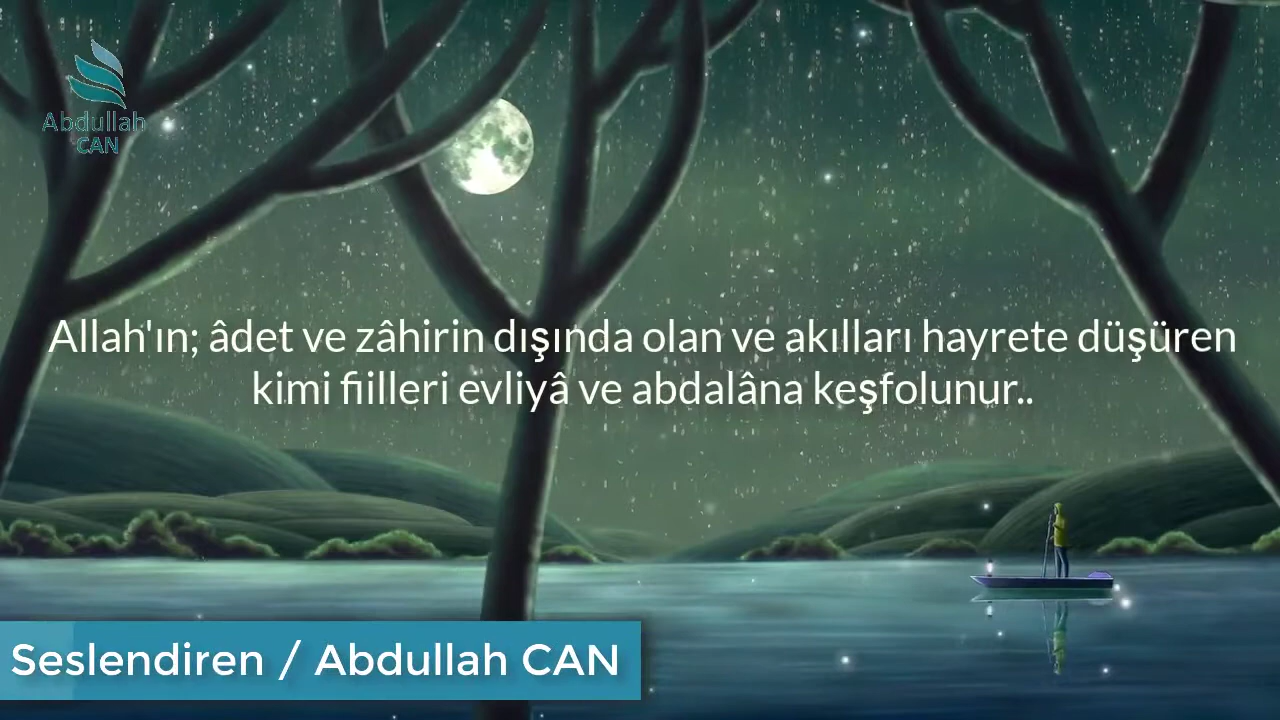 Abdullah
CAN
Allah'ın; âdet ve zâhirin dışında olan ve akılları hayrete düşüren
kimi fiilleri evliyâ ve abdalâna keşfolunur..
Seslendiren / Abdullah CAN